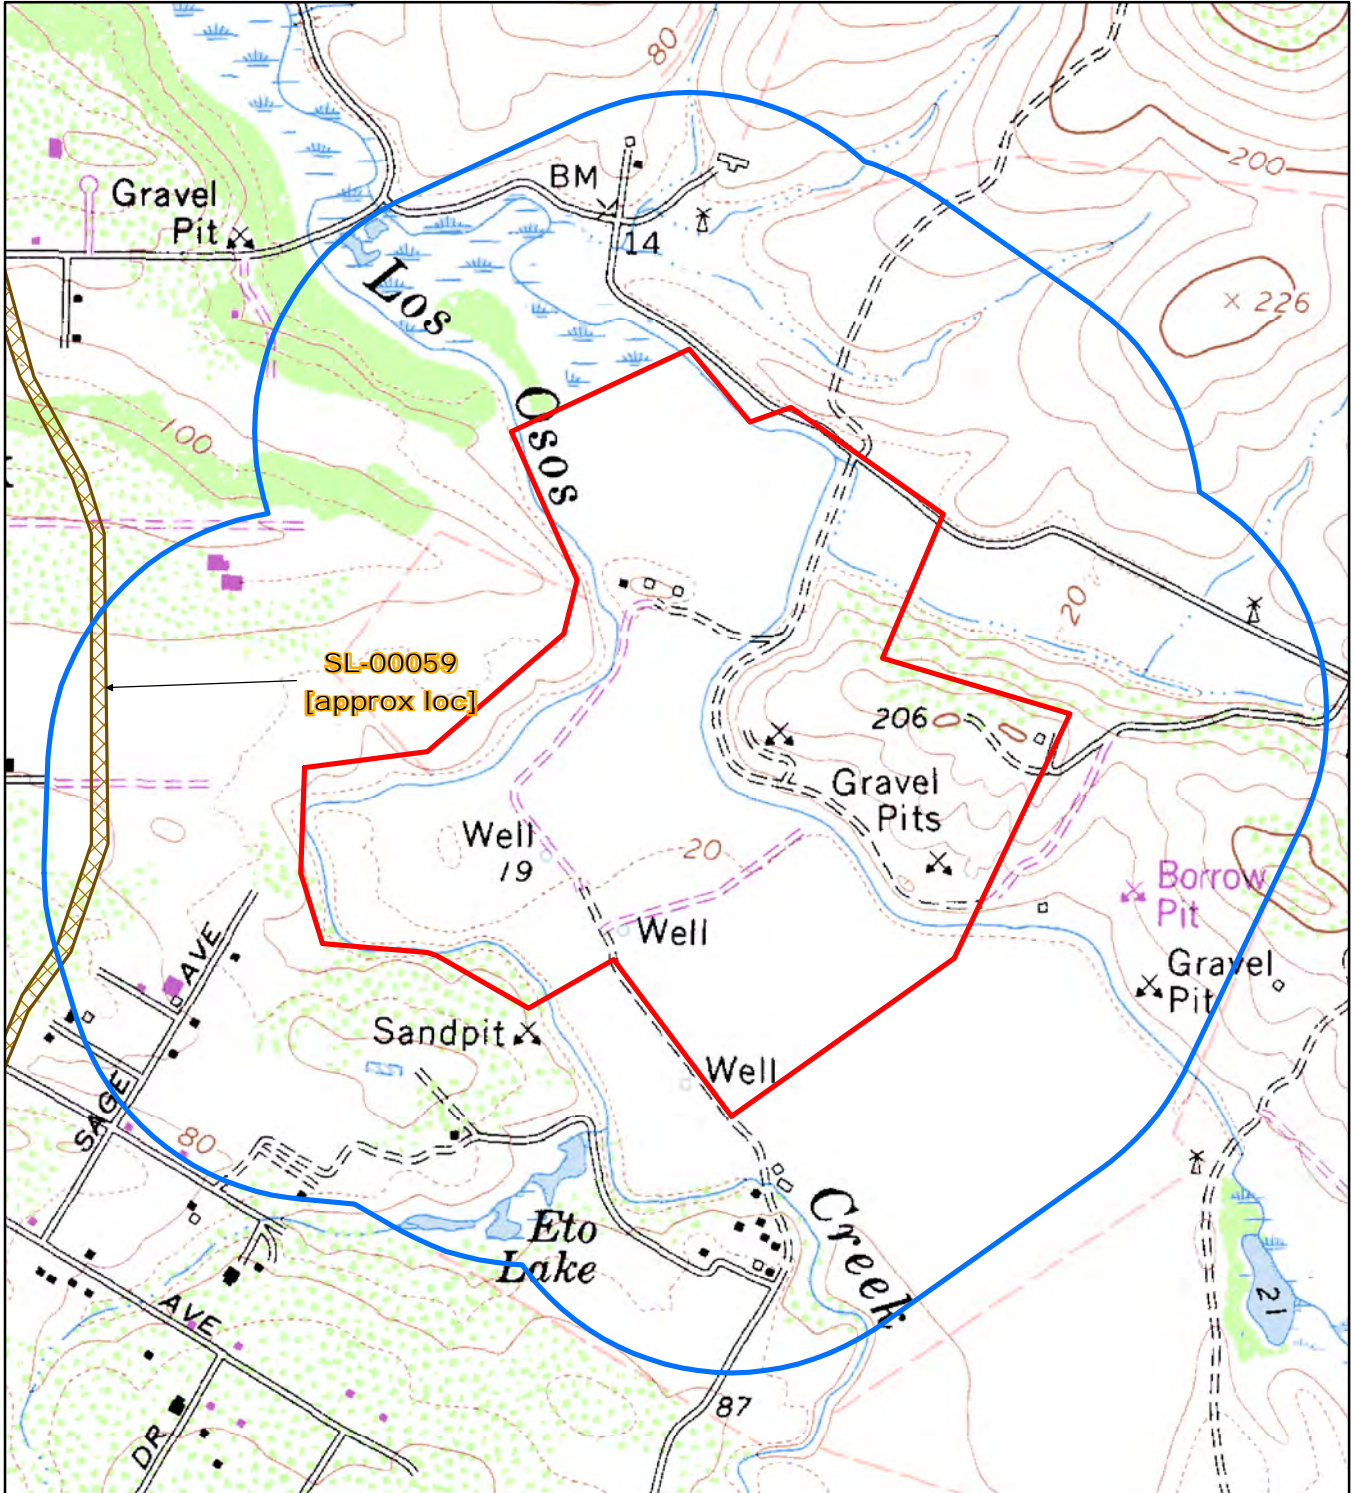 80
200
Gravel
Pit
BM
14
Los
x 226
Osos
100
20
SL-00059
[approx loc]
206
Gravel
Pits
Well
19
20
Well
Borrow
Pit
Gravel
Pit
AVE
Sandpit
Well
SAGE
80
Creek
Eto
Lake
21
AVE
87
DR